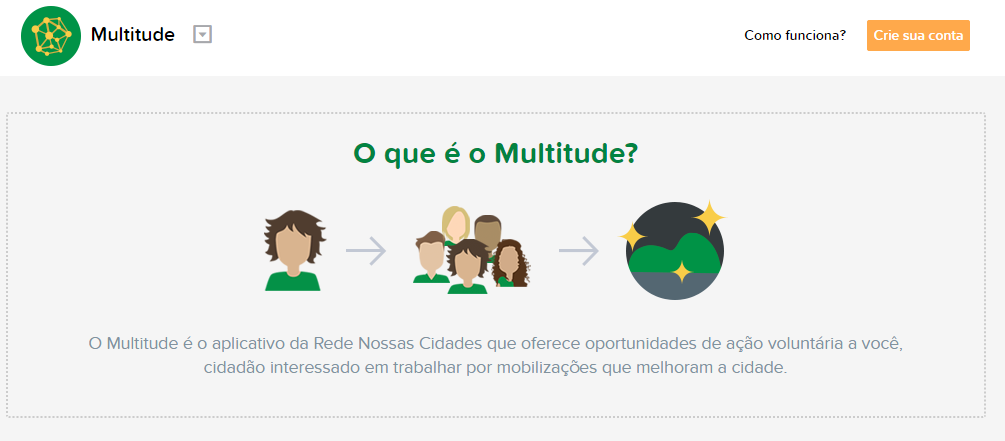 Multitude
Como funciona?
Crie sua conta
O que é o Multitude?
O Multitude é o aplicativo da Rede Nossas Cidades que oferece oportunidades de ação voluntária a você,
cidadão interessado em trabalhar por mobilizações que melhoram a cidade.